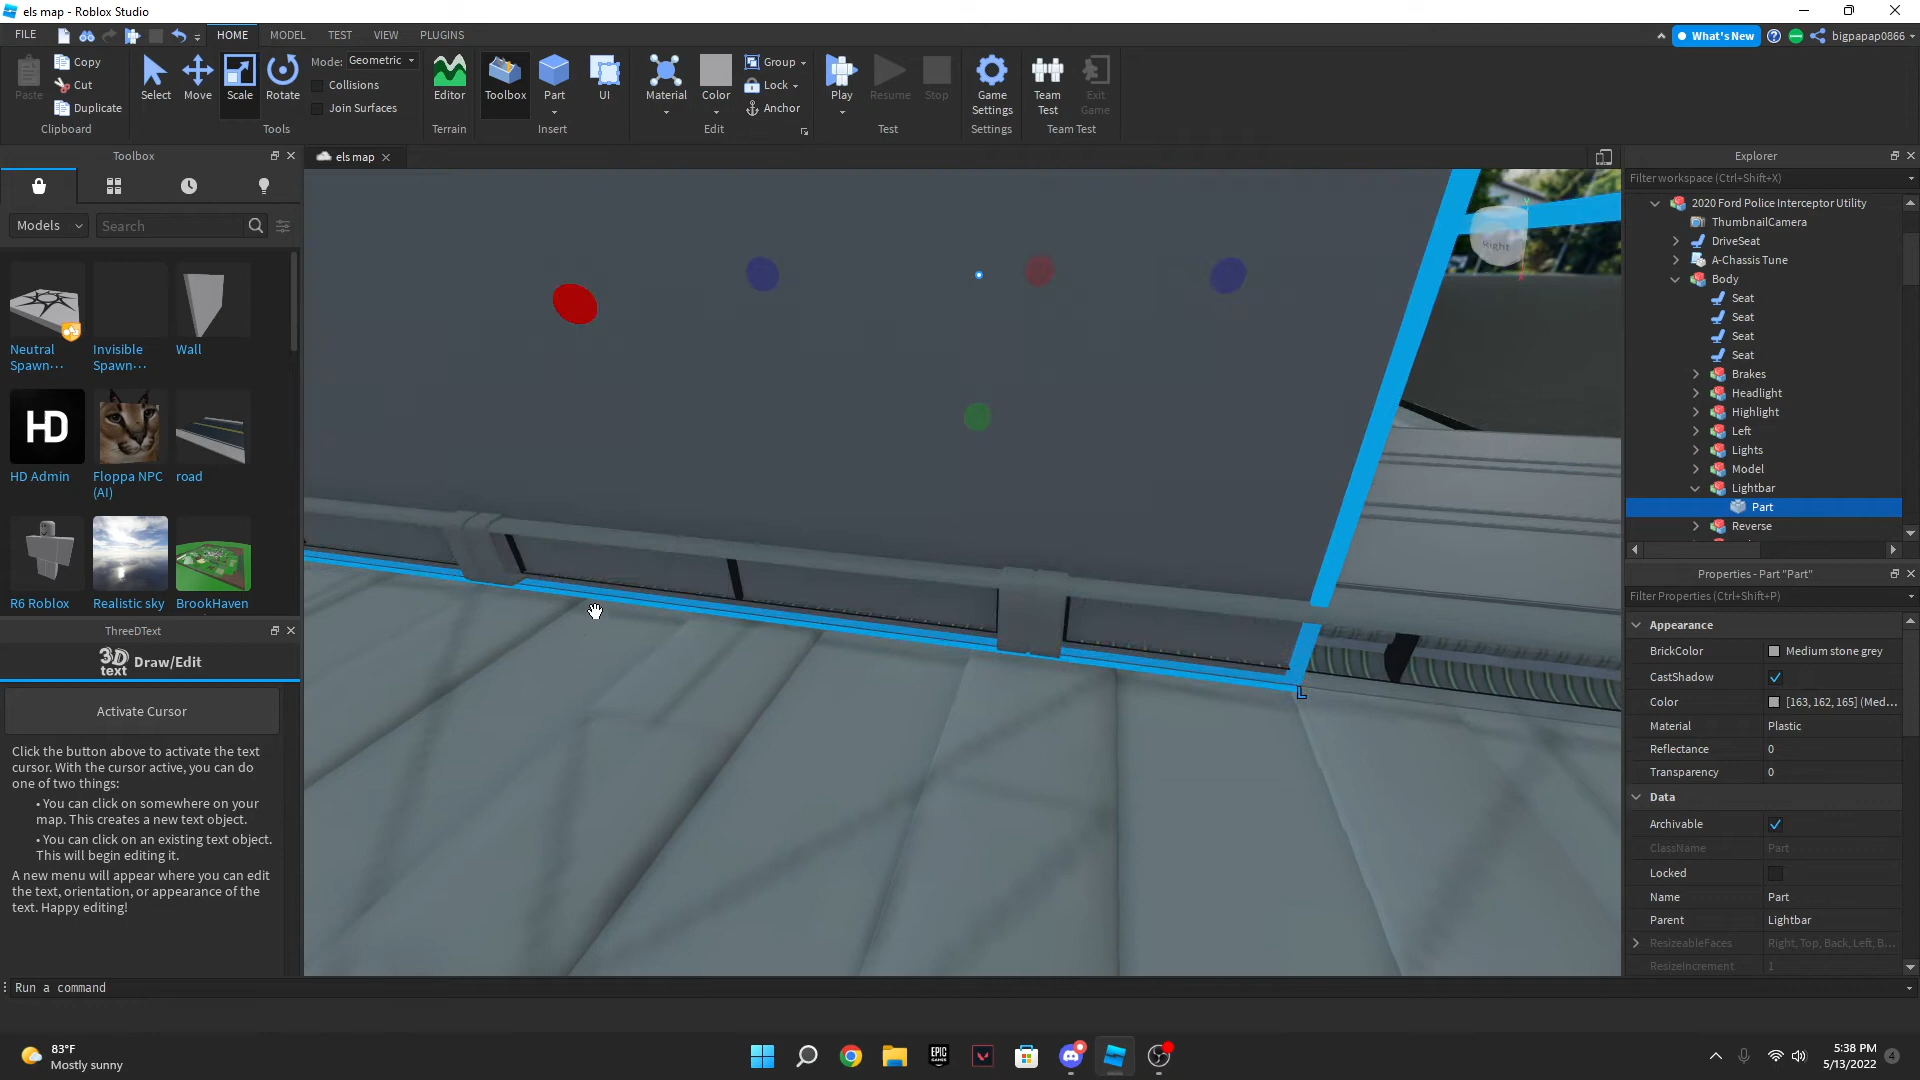 els map - Roblox Studio
FILE
HOME
MODEL
TEST
VIEW
PLUGINS
What's New
bigpapap0866
Paste
Copy
Cut
Duplicate
Clipboard
Select
Move
Scale
Rotate
Mode: Geometric
Collisions
Join Surfaces
Tools
Editor
Terrain
Toolbox
Part
UI
Insert
Material
Color
Group
Lock
Anchor
Edit
Play
Resume
Stop
Test
Game
Settings
Settings
Team
Test
Exit
Game
Team Test
Toolbox
Models
Search
Neutral
Spawn···
Invisible
Spawn···
Wall
HD
HD Admin
Floppa NPC
(AI)
road
R6 Roblox
Realistic sky
BrookHaven
ThreeDText
3D
text
Draw/Edit
Activate Cursor
Click the button above to activate the text
cursor. With the cursor active, you can do
one of two things:
• You can click on somewhere on your
map. This creates a new text object.
• You can click on an existing text object.
This will begin editing it.
A new menu will appear where you can edit
the text, orientation, or appearance of the
text. Happy editing!
els map
Right
L
Explorer
Filter workspace (Ctrl+Shift+X)
2020 Ford Police Interceptor Utility
ThumbnailCamera
DriveSeat
A-Chassis Tune
Body
Seat
Seat
Seat
Seat
Brakes
Headlight
Highlight
Left
Lights
Model
Lightbar
Part
Reverse
Properties - Part "Part"
Filter Properties (Ctrl+Shift+P)
Appearance
BrickColor
Medium stone grey
CastShadow
Color
[163, 162, 165] (Med...
Material
Plastic
Reflectance
0
Transparency
0
Data
Archivable
ClassName
Part
Locked
Name
Part
Parent
Lightbar
ResizeableFaces
Right, Top, Back, Left, B...
ResizeIncrement
1
Run a command
83°F
Mostly sunny
EPIC
GAMES
5:38 PM
5/13/2022
4